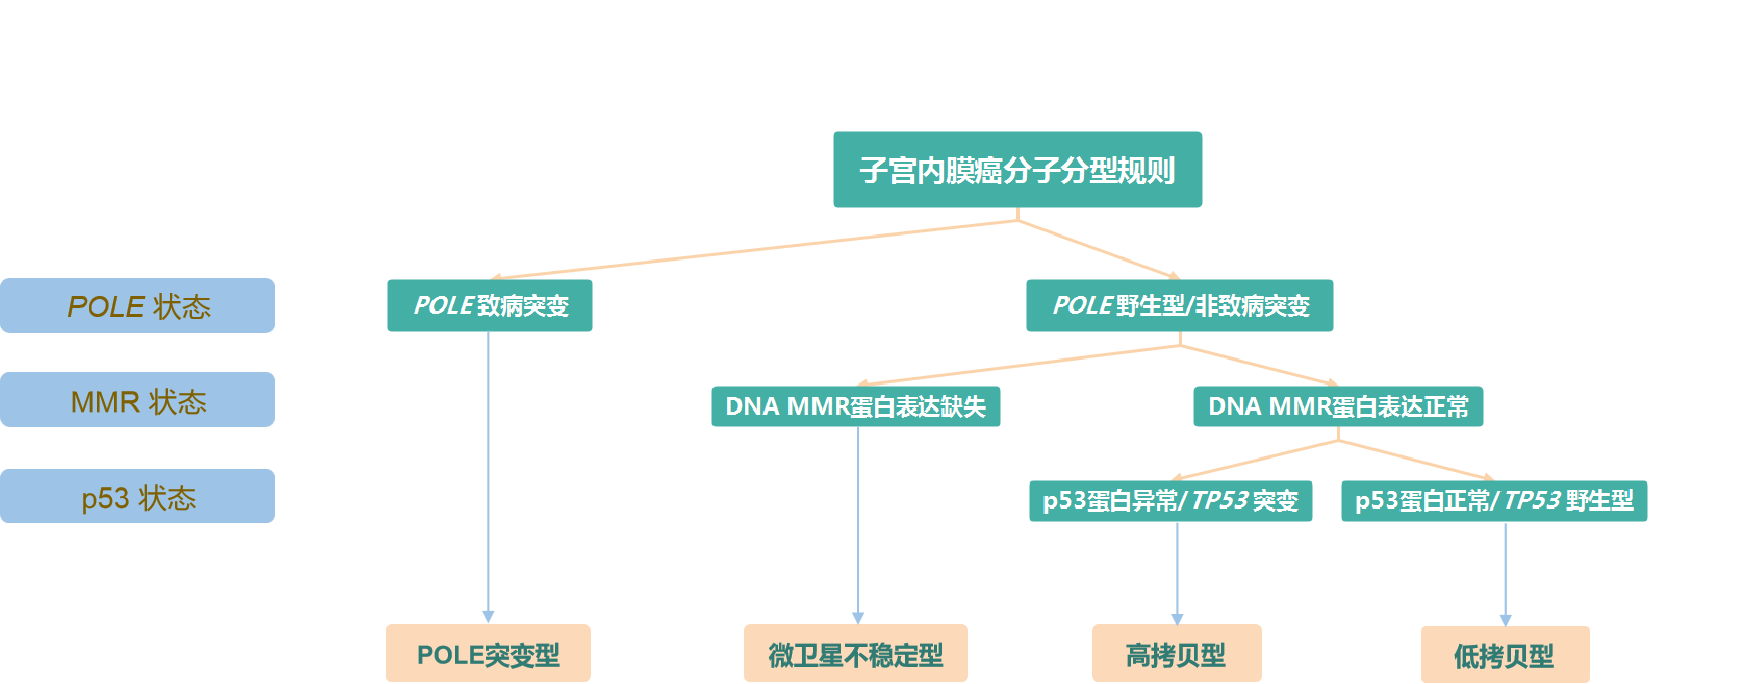 子宫内膜癌分子分型规则
POLE 状态
POLE 致病突变
POLE 野生型/非致病突变
MMR 状态
DNA MMR蛋白表达缺失
DNA MMR蛋白表达正常
p53 状态
p53蛋白异常/TP53 突变
p53蛋白正常/TP53 野生型
POLE突变型
微卫星不稳定型
高拷贝型
低拷贝型